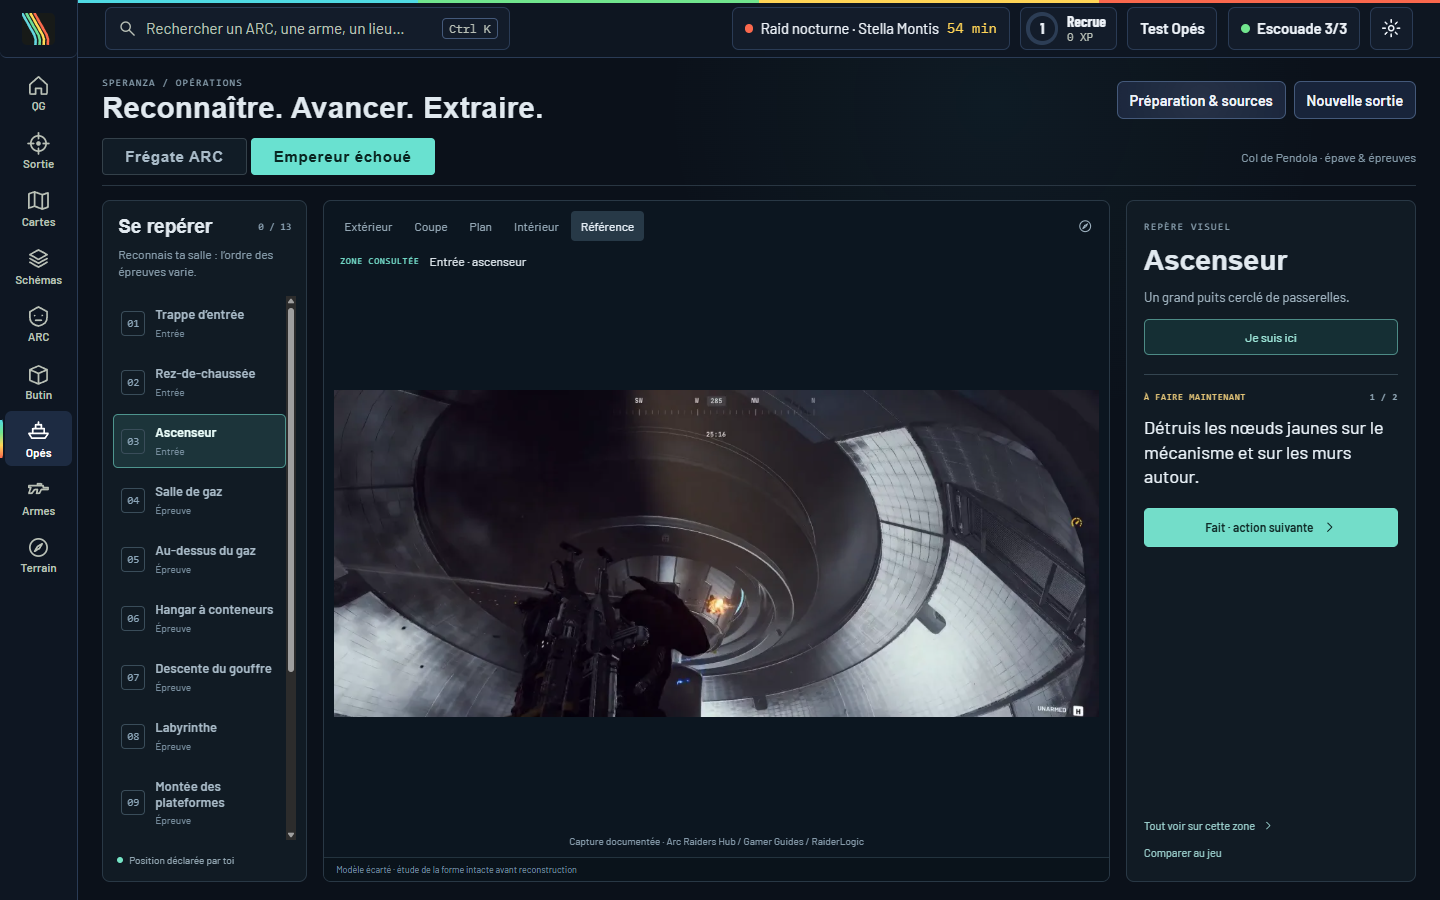 Rechercher un ARC, une arme, un lieu...
Ctrl K
Raid nocturne · Stella Montis 54 min
1
Recrue
0 XP
Test Opés
Escouade 3/3
QG
Sortie
Cartes
Schémas
ARC
Butin
Opés
Armes
Terrain
SPERANZA / OPÉRATIONS
Reconnaître. Avancer. Extraire.
Préparation & sources
Nouvelle sortie
Frégate ARC
Empereur échoué
Col de Pendola · épave & épreuves
Se repérer
0 / 13
Reconnais ta salle : l'ordre des
épreuves varie.
01
Trappe d'entrée
Entrée
02
Rez-de-chaussée
Entrée
03
Ascenseur
Entrée
04
Salle de gaz
Épreuve
05
Au-dessus du gaz
Épreuve
06
Hangar à conteneurs
Épreuve
07
Descente du gouffre
Épreuve
08
Labyrinthe
Épreuve
09
Montée des
plateformes
Épreuve
Position déclarée par toi
Extérieur
Coupe
Plan
Intérieur
Référence
ZONE CONSULTÉE
Entrée · ascenseur
SW
W
285
NW
N
25:16
UNARMED
H
Capture documentée · Arc Raiders Hub / Gamer Guides / RaiderLogic
Modèle écarté · étude de la forme intacte avant reconstruction
REPÈRE VISUEL
Ascenseur
Un grand puits cerclé de passerelles.
Je suis ici
À FAIRE MAINTENANT
1 / 2
Détruis les nœuds jaunes sur le
mécanisme et sur les murs
autour.
Fait · action suivante
Tout voir sur cette zone
Comparer au jeu